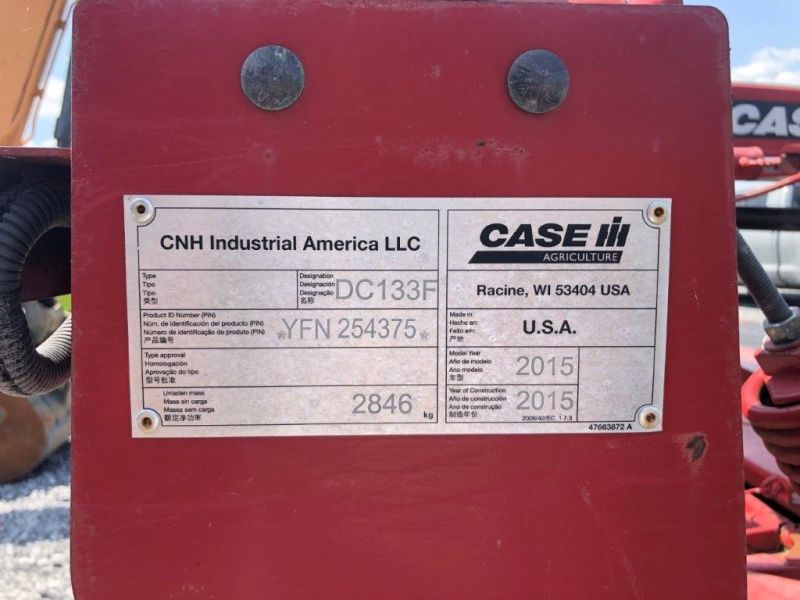 CNH Industrial America LLC
Type
Tipo
Tipo
类型
Designation
Designación
Designação
名称
DC133F
Product ID Number (PIN)
Núm. de identificación del producto (PIN)
Número de identificação do produto (PIN)
产品编号
*YFN 254375*
Type approval
Homologación
Aprovação do tipo
型号批准
Unladen mass
Masa sin carga
Massa sem carga
额定净功率
2846
kg
CASE IH
AGRICULTURE
Racine, WI 53404 USA
Made in:
Hecho en:
Feito em:
产地
U.S.A.
Model Year
Año de modelo
Ano modelo
年型
2015
Year of Construction
Año de construcción
Ano de construção
制造年份
2015
2006/42/EC 1.7.3
47663872 A
CAS